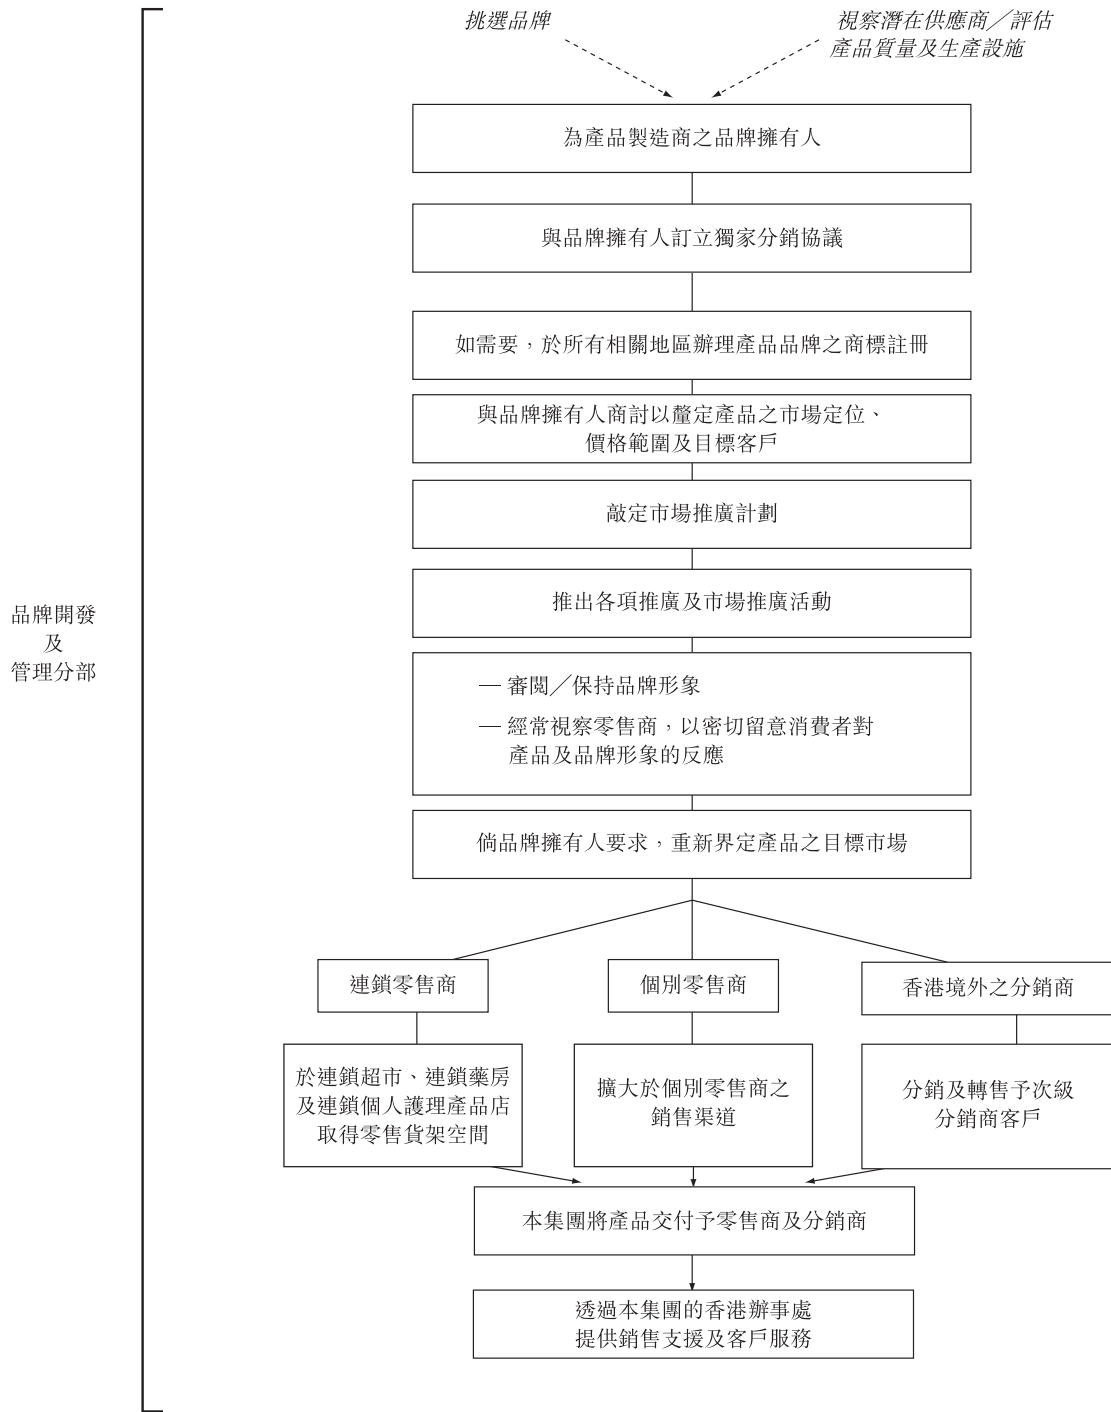 挑選品牌
視察潛在供應商／評估
產品質量及生產設施
為產品製造商之品牌擁有人
與品牌擁有人訂立獨家分銷協議
如需要，於所有相關地區辦理產品品牌之商標註冊
與品牌擁有人商討以釐定產品之市場定位、
價格範圍及目標客戶
敲定市場推廣計劃
推出各項推廣及市場推廣活動
品牌開發
及
管理分部
— 審閱／保持品牌形象
— 經常視察零售商，以密切留意消費者對
產品及品牌形象的反應
倘品牌擁有人要求，重新界定產品之目標市場
連鎖零售商
個別零售商
香港境外之分銷商
於連鎖超市、連鎖藥房
及連鎖個人護理產品店
取得零售貨架空間
擴大於個別零售商之
銷售渠道
分銷及轉售予次級
分銷商客戶
本集團將產品交付予零售商及分銷商
透過本集團的香港辦事處
提供銷售支援及客戶服務